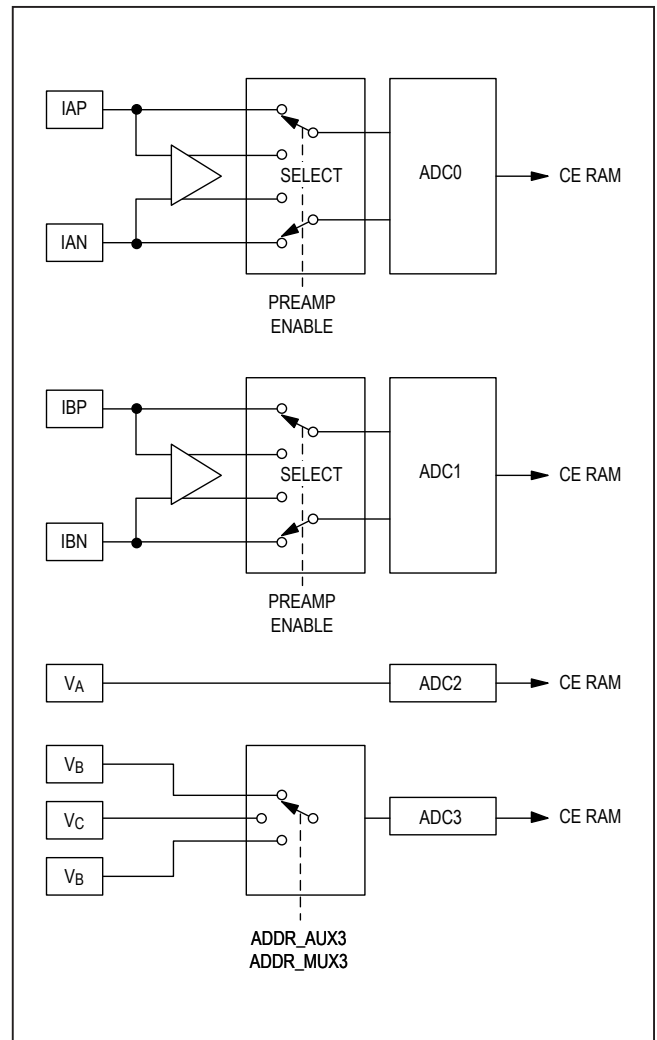 IAP
SELECT
ADC0
CE RAM
IAN
PREAMP
ENABLE
IBP
SELECT
ADC1
CE RAM
IBN
PREAMP
ENABLE
VA
ADC2
CE RAM
VB
VC
ADC3
CE RAM
VB
ADDR_AUX3
ADDR_MUX3